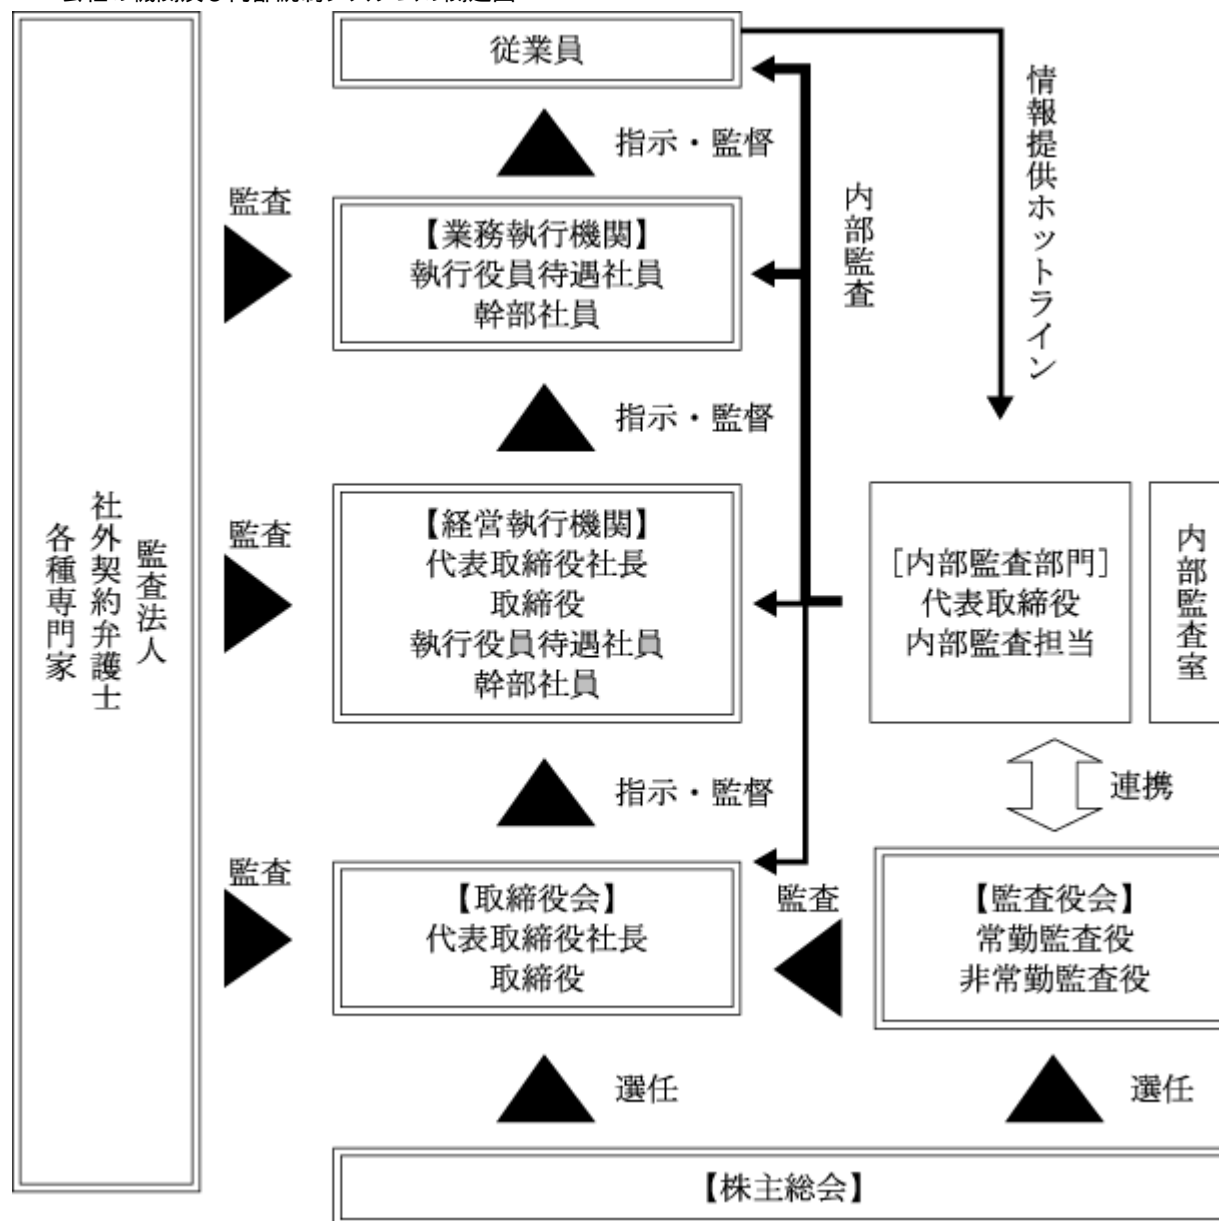 従業員
指示・監督
監査
【業務執行機関】
執行役員待遇社員
幹部社員
内部監査
情報提供ホットライン
指示・監督
監査法人
社外契約弁護士
各種専門家
監査
【経営執行機関】
代表取締役社長
取締役
執行役員待遇社員
幹部社員
[内部監査部門]
代表取締役
内部監査担当
内部監査室
指示・監督
連携
監査
【取締役会】
代表取締役社長
取締役
監査
【監査役会】
常勤監査役
非常勤監査役
選任
選任
【株主総会】